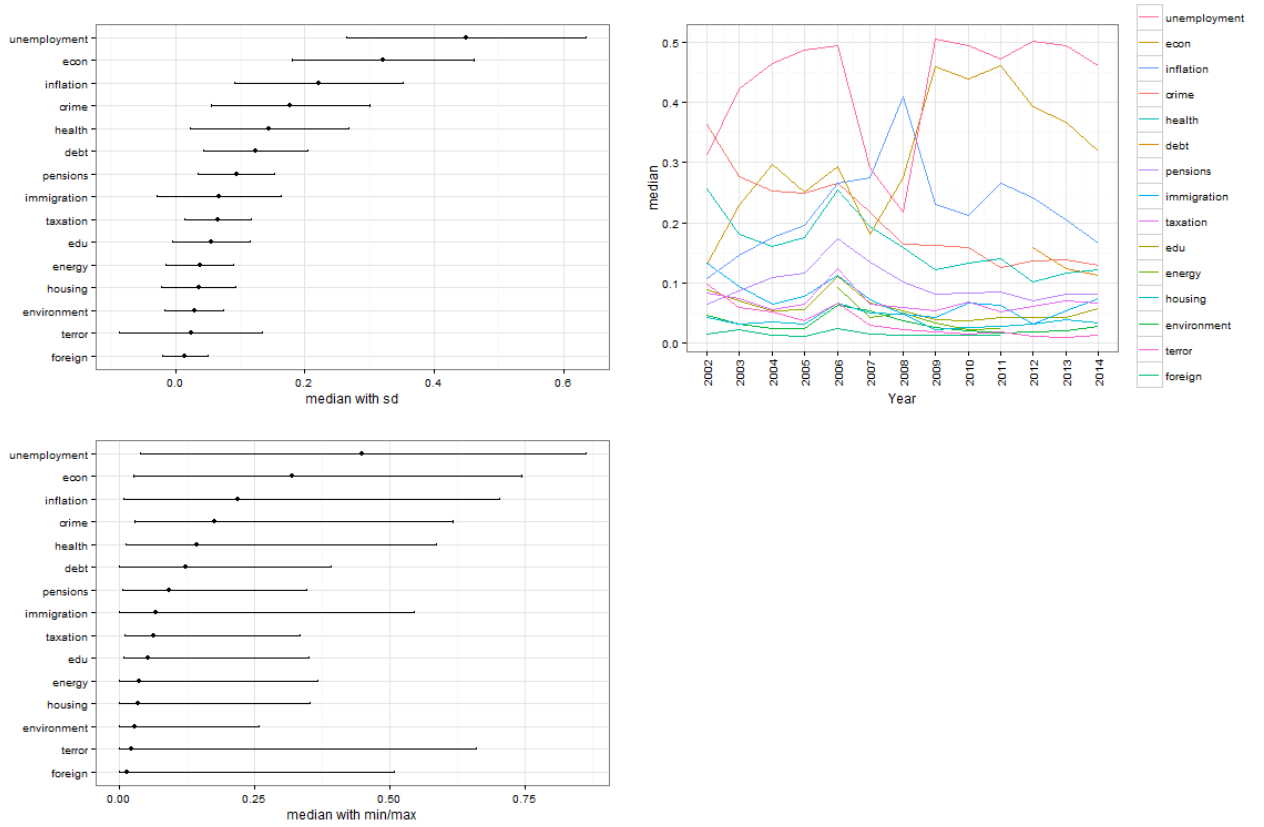 unemployment
econ
inflation
crime
health
debt
pensions
immigration
taxation
edu
energy
housing
environment
terror
foreign
0.0 0.2 0.4 0.6
median with sd
median
0.5
0.4
0.3
0.2
0.1
0.0
2002 2003 2004 2005 2006 2007 2008 2009 2010 2011 2012 2013 2014
Year
unemployment
econ
inflation
crime
health
debt
pensions
immigration
taxation
edu
energy
housing
environment
terror
foreign
unemployment
econ
inflation
crime
health
debt
pensions
immigration
taxation
edu
energy
housing
environment
terror
foreign
0.00 0.25 0.50 0.75
median with min/max